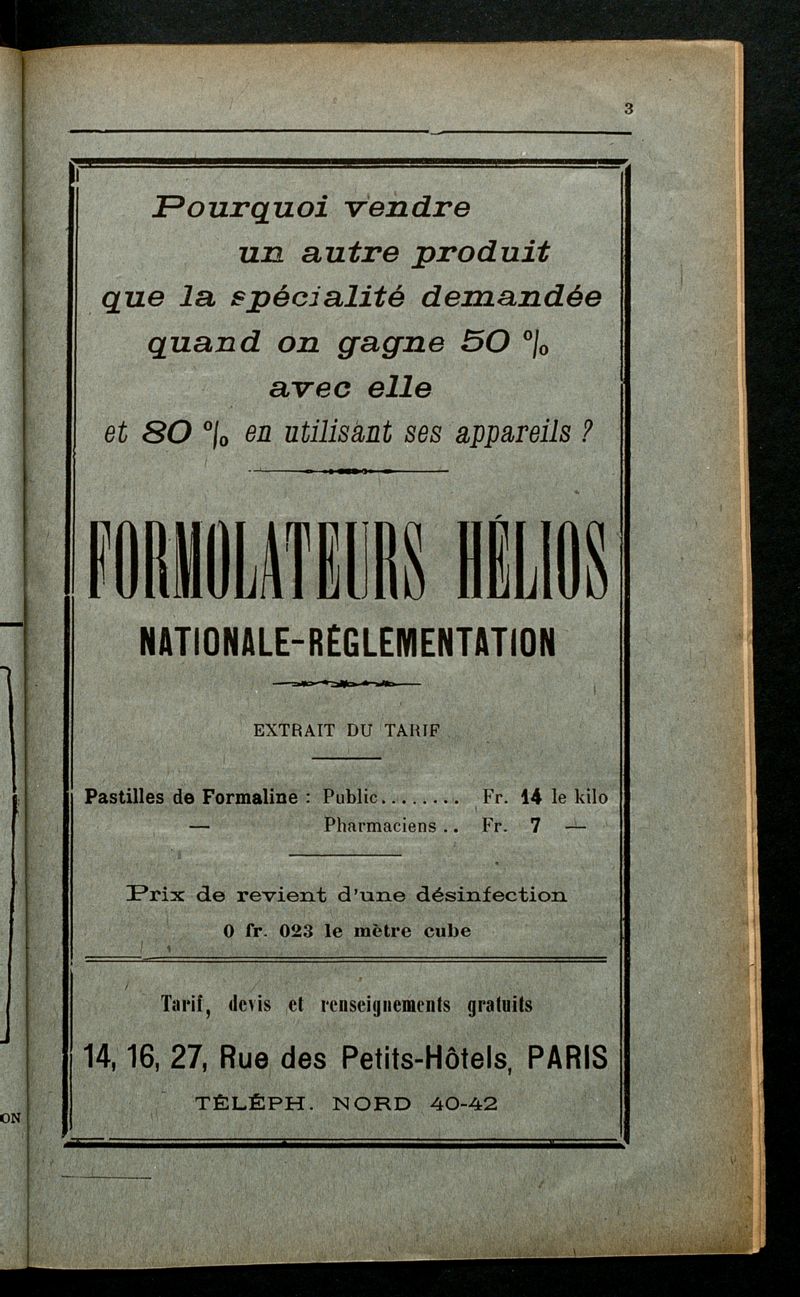 3
Pourquoi vendre
un autre produit
que la spécialité demandée
quand on gagne 50 %
avec elle
et 80 % en utilisant ses appareils ?
FORMOLATEURS HÉLIOS
NATIONALE-RÉGLEMENTATION
EXTRAIT DU TARIF
Pastilles de Formaline : Public........ Fr. 14 le kilo
— Pharmaciens .. Fr. 7 —
Prix de revient d'une désinfection
0 fr. 023 le mètre cube
Tarif, devis et renseignements gratuits
14, 16, 27, Rue des Petits-Hôtels, PARIS
TÉLÉPH. NORD 40-42
ON